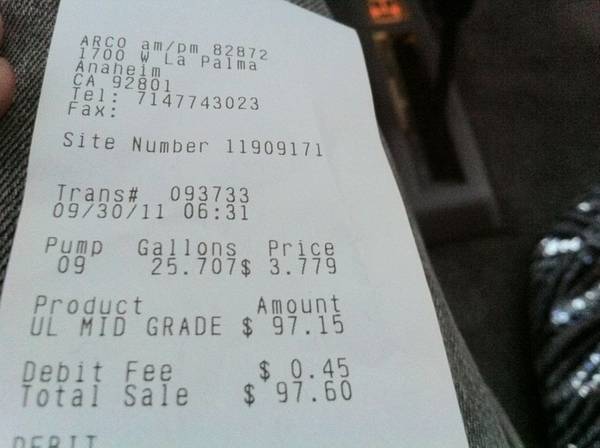 ARCO am/pm 82872
1700 W La Palma
Anaheim
CA 92801
Tel: 7147743023
Fax:
Site Number 11909171
Trans# 093733
09/30/11 06:31
Pump Gallons Price
09 25.707$ 3.779
Product Amount
UL MID GRADE $ 97.15
Debit Fee $ 0.45
Total Sale $ 97.60
DEBIT